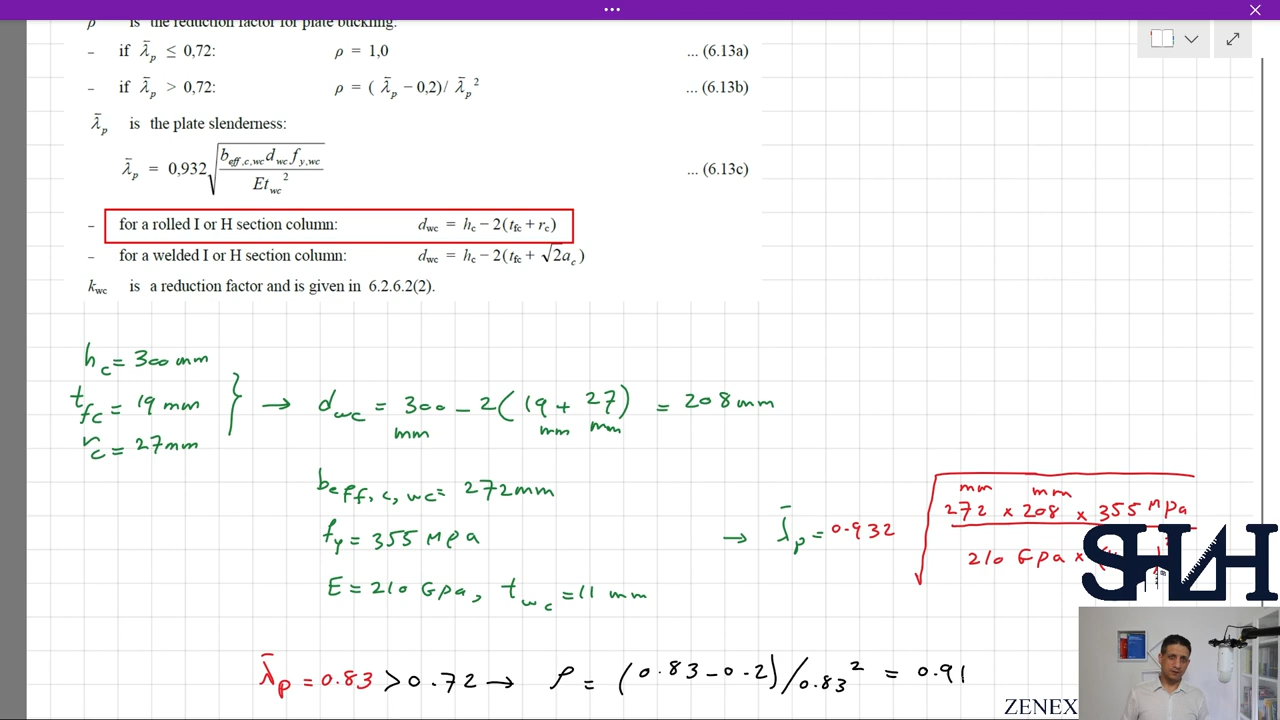 ρ is the reduction factor for plate buckling:
– if λ̄p ≤ 0,72: ρ = 1,0 ... (6.13a)
– if λ̄p > 0,72: ρ = ( λ̄p − 0,2)/ λ̄p² ... (6.13b)
λ̄p is the plate slenderness:
λ̄p = 0,932 √(beff,c,wc dwc fy,wc / Etwc²) ... (6.13c)
– for a rolled I or H section column: dwc = hc − 2(tfc + rc)
– for a welded I or H section column: dwc = hc − 2(tfc + √2ac)
kwc is a reduction factor and is given in 6.2.6.2(2).
hc = 300 mm
tfc = 19 mm
rc = 27mm
→ dwc = 300 − 2(19 + 27) = 208 mm
mm mm mm
beff, c, wc = 272mm
fy = 355 MPa
E = 210 GPa, twc = 11 mm
mm mm
→ λ̄p = 0.932 √ 272 × 208 × 355 MPa
210 GPa × (
λ̄p = 0.83 > 0.72 → ρ = (0.83 − 0.2)/0.83² = 0.91
ZENEX